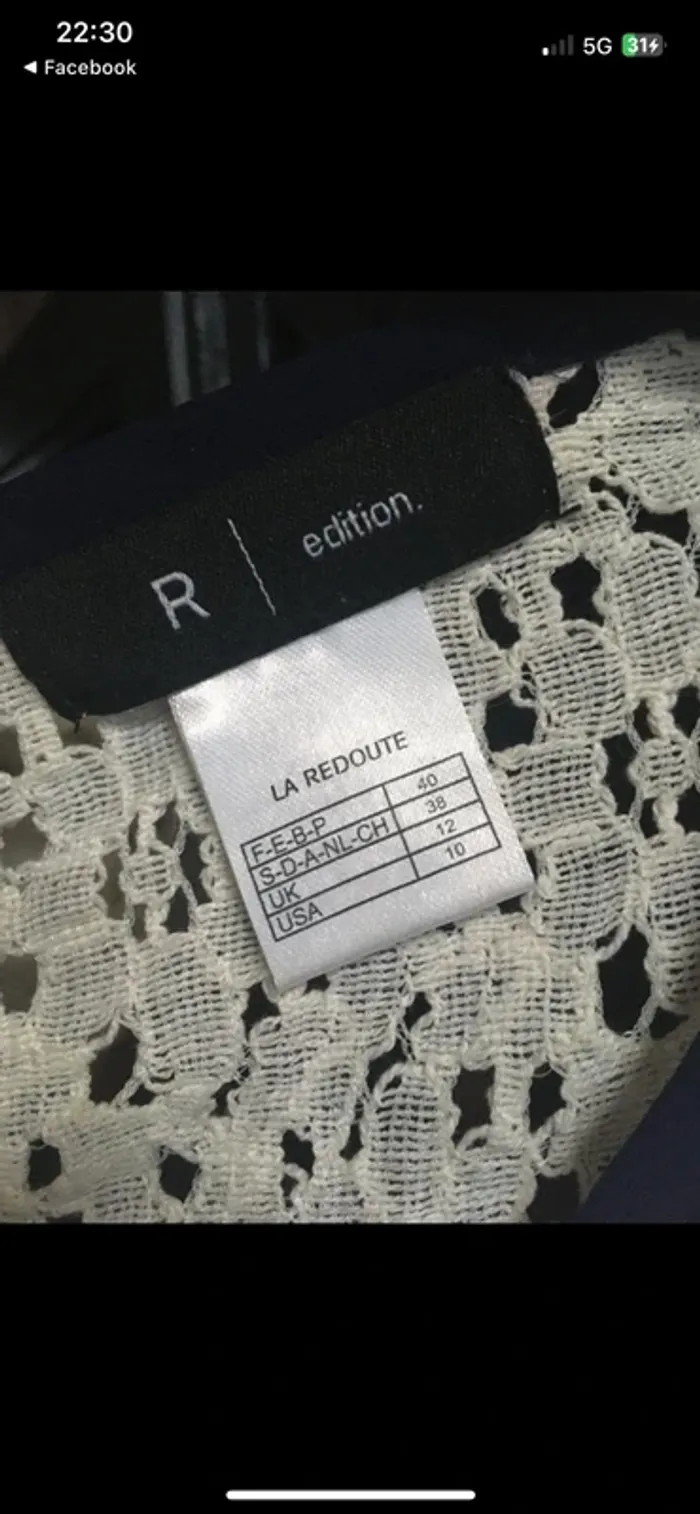 22:30
5G 31
◀ Facebook
R | edition.
LA REDOUTE
F-E-B-P 40
S-D-A-NL-CH 38
UK 12
USA 10